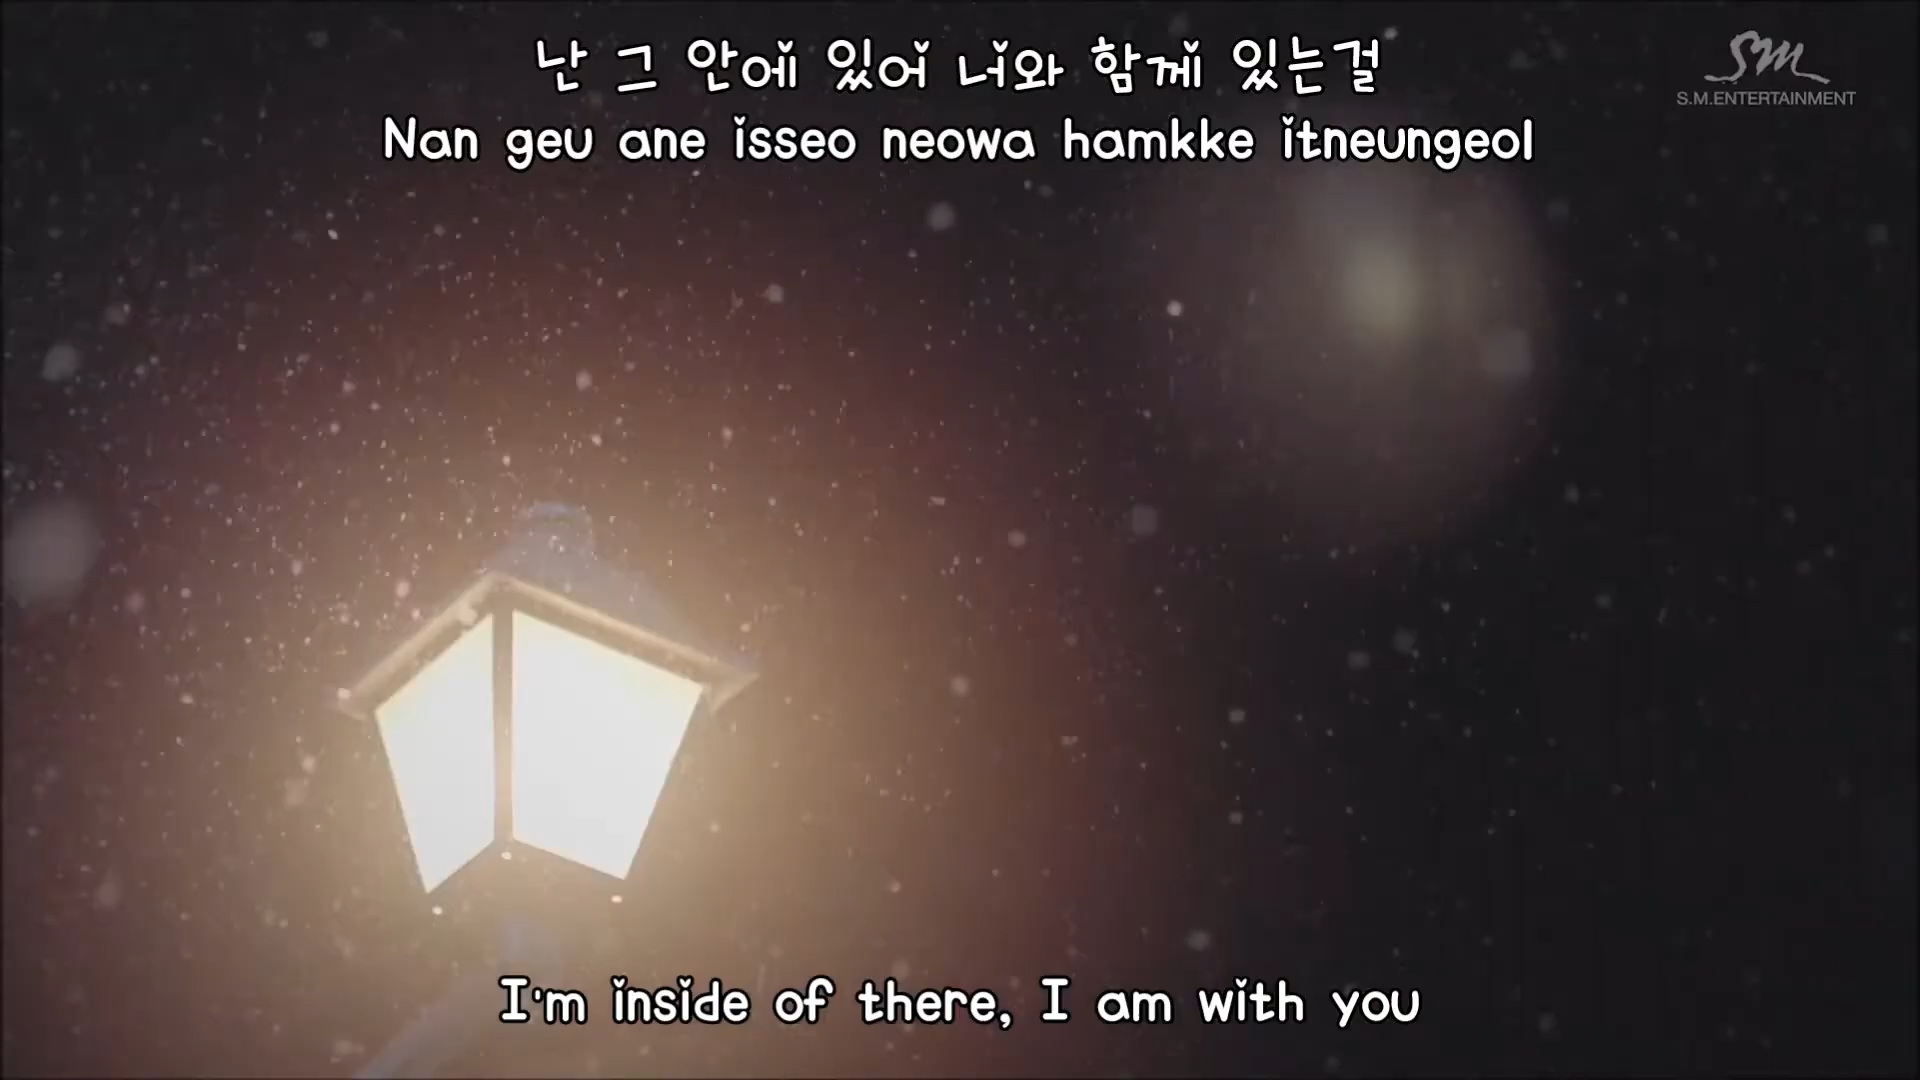 난 그 안에 있어 너와 함께 있는걸
Nan geu ane isseo neowa hamkke itneungeol
SM
S.M.ENTERTAINMENT
I'm inside of there, I am with you